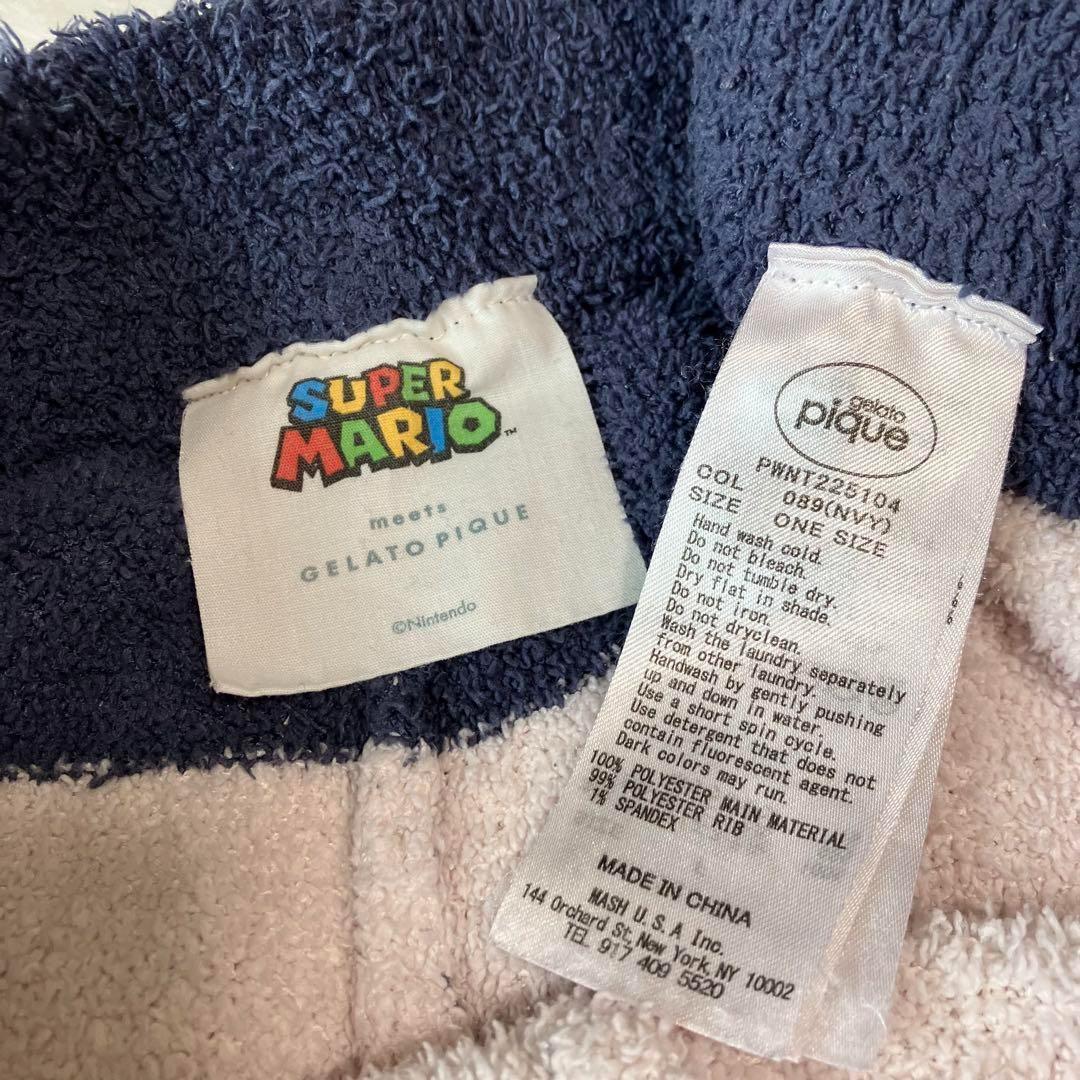 SUPER
MARIO™
meets
GELATO PIQUE
©Nintendo
gelato
pique
PWNT225104
COL 089(NVY)
SIZE ONE SIZE
Hand wash cold.
Do not bleach.
Do not tumble dry.
Dry flat in shade.
Do not iron.
Do not dryclean.
Wash the laundry separately
from other laundry.
Handwash by gently pushing
up and down in water.
Use a short spin cycle.
Use detergent that does not
contain fluorescent agent.
Dark colors may run.
100% POLYESTER MAIN MATERIAL
99% POLYESTER RIB
1% SPANDEX
MADE IN CHINA
MASH U.S.A Inc.
144 Orchard St. New York, NY 10002
TEL 917 409 5520